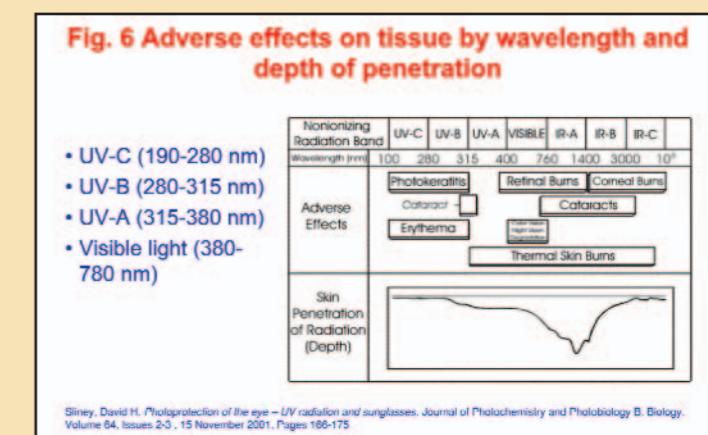 Fig. 6 Adverse effects on tissue by wavelength and
depth of penetration
• UV-C (190-280 nm)
• UV-B (280-315 nm)
• UV-A (315-380 nm)
• Visible light (380-
780 nm)
Nonionizing
Radiation Band
UV-C UV-B UV-A VISIBLE IR-A IR-B IR-C
Wavelength (nm) 100 280 315 400 760 1400 3000
Adverse
Effects
Photokeratitis Retinal Burns Corneal Burns
Cataract Cataracts
Erythema
Thermal Skin Burns
Skin
Penetration
of Radiation
(Depth)
Sliney, David H. Photoprotection of the eye – UV radiation and sunglasses. Journal of Photochemistry and Photobiology B. Biology.
Volume 64, Issues 2-3 , 15 November 2001, Pages 166-175